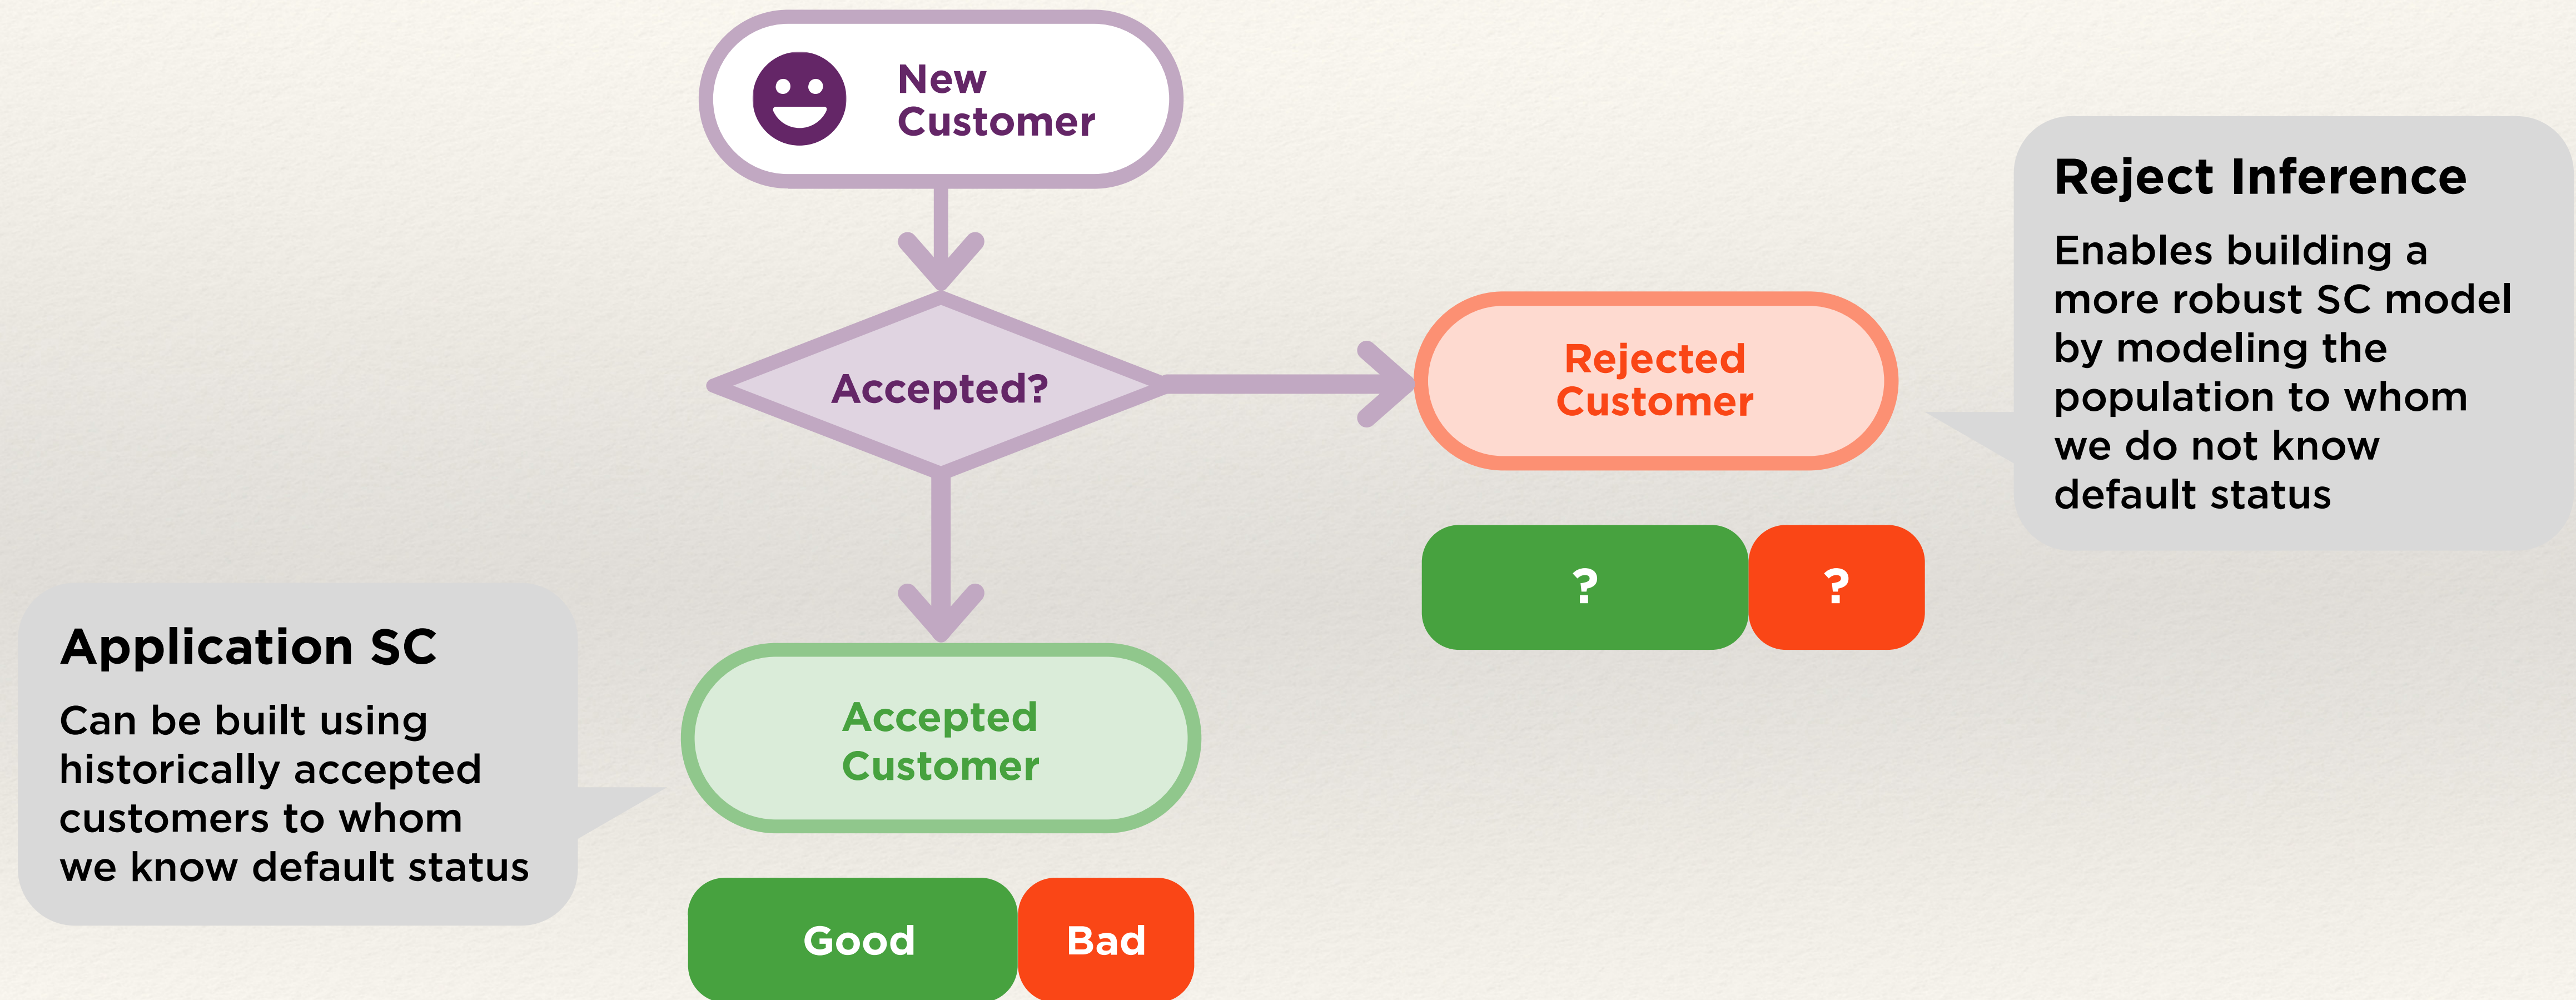 New
Customer
Accepted?
Rejected
Customer
?
?
Reject Inference
Enables building a
more robust SC model
by modeling the
population to whom
we do not know
default status
Application SC
Can be built using
historically accepted
customers to whom
we know default status
Accepted
Customer
Good
Bad